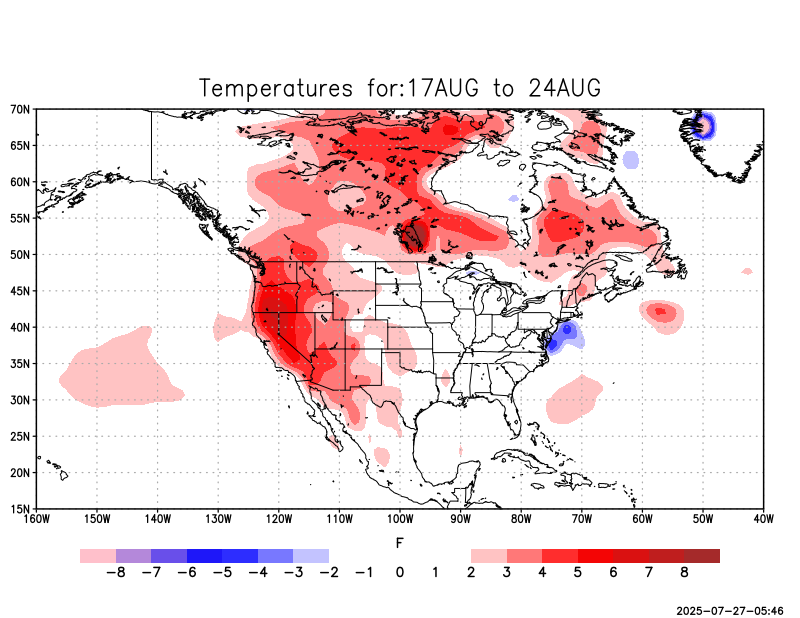 Temperatures for:17AUG to 24AUG
70N
65N
60N
55N
50N
45N
40N
35N
30N
25N
20N
15N
160W 150W 140W 130W 120W 110W 100W 90W 80W 70W 60W 50W 40W
F
−8 −7 −6 −5 −4 −3 −2 −1 0 1 2 3 4 5 6 7 8
2025-07-27-05:46